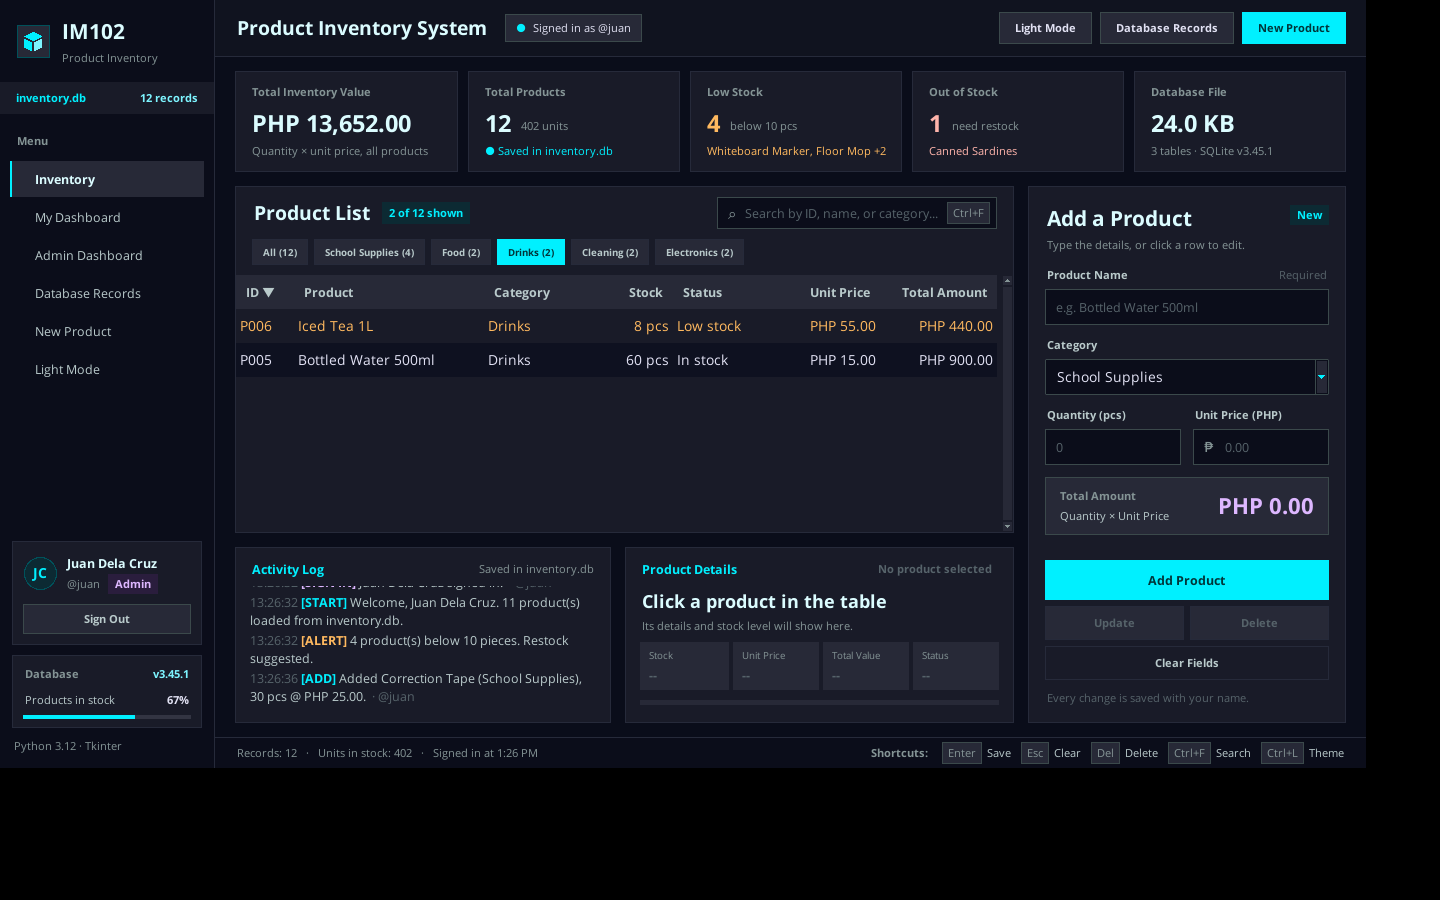 IM102
Product Inventory
inventory.db 12 records
Menu
Inventory
My Dashboard
Admin Dashboard
Database Records
New Product
Light Mode
JC
Juan Dela Cruz
@juan Admin
Sign Out
Database v3.45.1
Products in stock 67%
Python 3.12 · Tkinter
Product Inventory System
Signed in as @juan
Light Mode
Database Records
New Product
Total Inventory Value
PHP 13,652.00
Quantity × unit price, all products
Total Products
12 402 units
Saved in inventory.db
Low Stock
4 below 10 pcs
Whiteboard Marker, Floor Mop +2
Out of Stock
1 need restock
Canned Sardines
Database File
24.0 KB
3 tables · SQLite v3.45.1
Product List 2 of 12 shown
Search by ID, name, or category... Ctrl+F
All (12) School Supplies (4) Food (2) Drinks (2) Cleaning (2) Electronics (2)
ID ▼ Product Category Stock Status Unit Price Total Amount
P006 Iced Tea 1L Drinks 8 pcs Low stock PHP 55.00 PHP 440.00
P005 Bottled Water 500ml Drinks 60 pcs In stock PHP 15.00 PHP 900.00
Activity Log Saved in inventory.db
13:26:32 [START] Welcome, Juan Dela Cruz. 11 product(s)
loaded from inventory.db.
13:26:32 [ALERT] 4 product(s) below 10 pieces. Restock
suggested.
13:26:36 [ADD] Added Correction Tape (School Supplies),
30 pcs @ PHP 25.00. · @juan
Product Details No product selected
Click a product in the table
Its details and stock level will show here.
Stock Unit Price Total Value Status
-- -- -- --
Add a Product New
Type the details, or click a row to edit.
Product Name Required
e.g. Bottled Water 500ml
Category
School Supplies
Quantity (pcs) Unit Price (PHP)
0 ₱ 0.00
Total Amount
Quantity × Unit Price
PHP 0.00
Add Product
Update Delete
Clear Fields
Every change is saved with your name.
Records: 12 · Units in stock: 402 · Signed in at 1:26 PM
Shortcuts: Enter Save Esc Clear Del Delete Ctrl+F Search Ctrl+L Theme